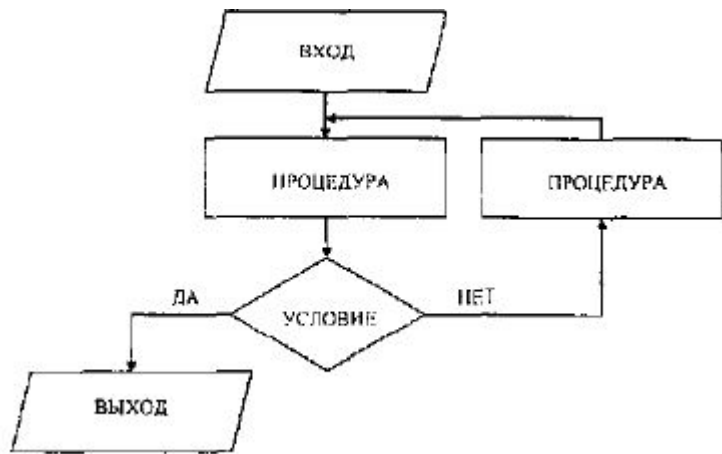 ВХОД
ПРОЦЕДУРА
ПРОЦЕДУРА
ДА
УСЛОВИЕ
НЕТ
ВЫХОД